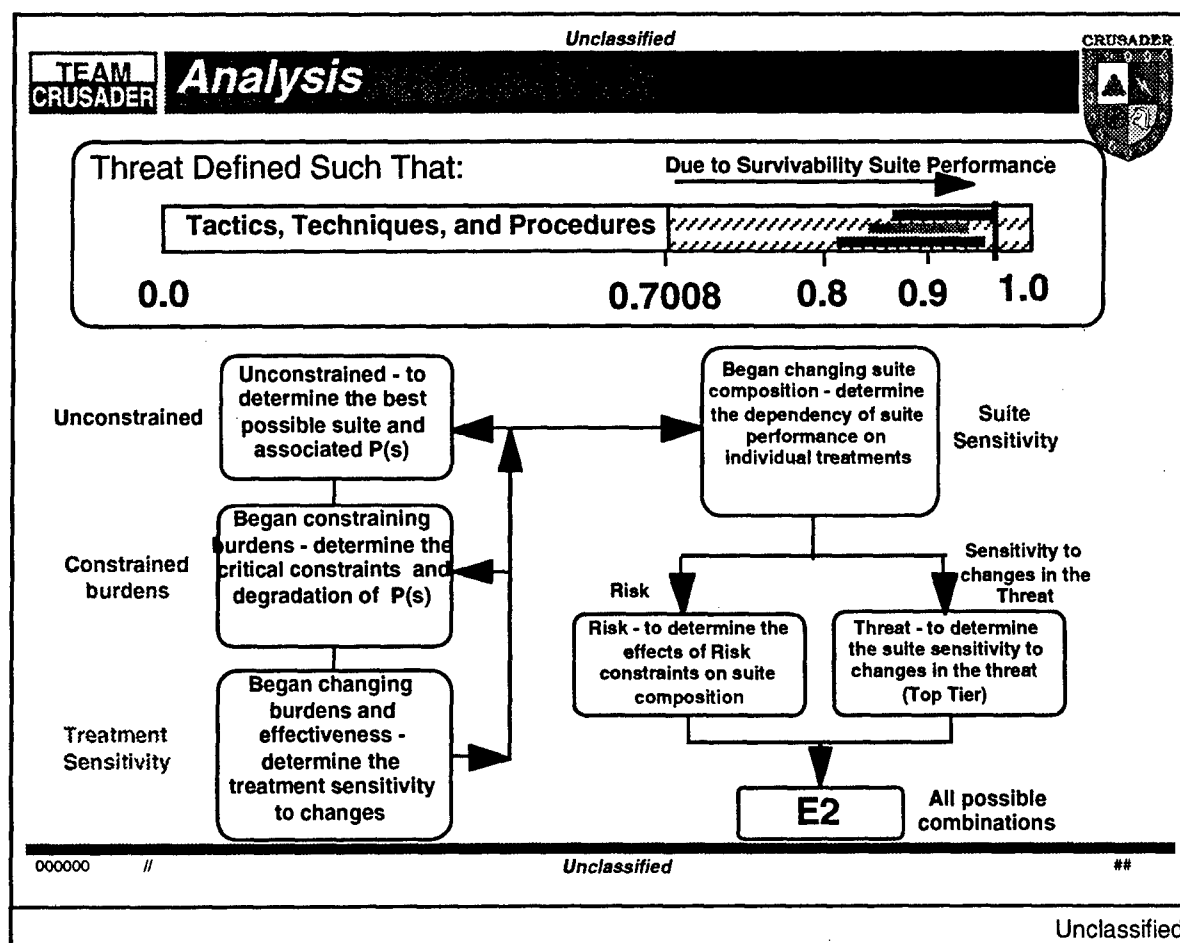 Unclassified
TEAM
CRUSADER
Analysis
CRUSADER
Threat Defined Such That:
Due to Survivability Suite Performance
Tactics, Techniques, and Procedures
0.0
0.7008
0.8
0.9
1.0
Unconstrained
Unconstrained - to
determine the best
possible suite and
associated P(s)
Began changing suite
composition - determine
the dependency of suite
performance on
individual treatments
Suite
Sensitivity
Constrained
burdens
Began constraining
burdens - determine the
critical constraints and
degradation of P(s)
Risk
Sensitivity to
changes in the
Threat
Risk - to determine the
effects of Risk
constraints on suite
composition
Threat - to determine
the suite sensitivity to
changes in the threat
(Top Tier)
Treatment
Sensitivity
Began changing
burdens and
effectiveness -
determine the
treatment sensitivity
to changes
E2
All possible
combinations
000000 //
Unclassified
##
Unclassified